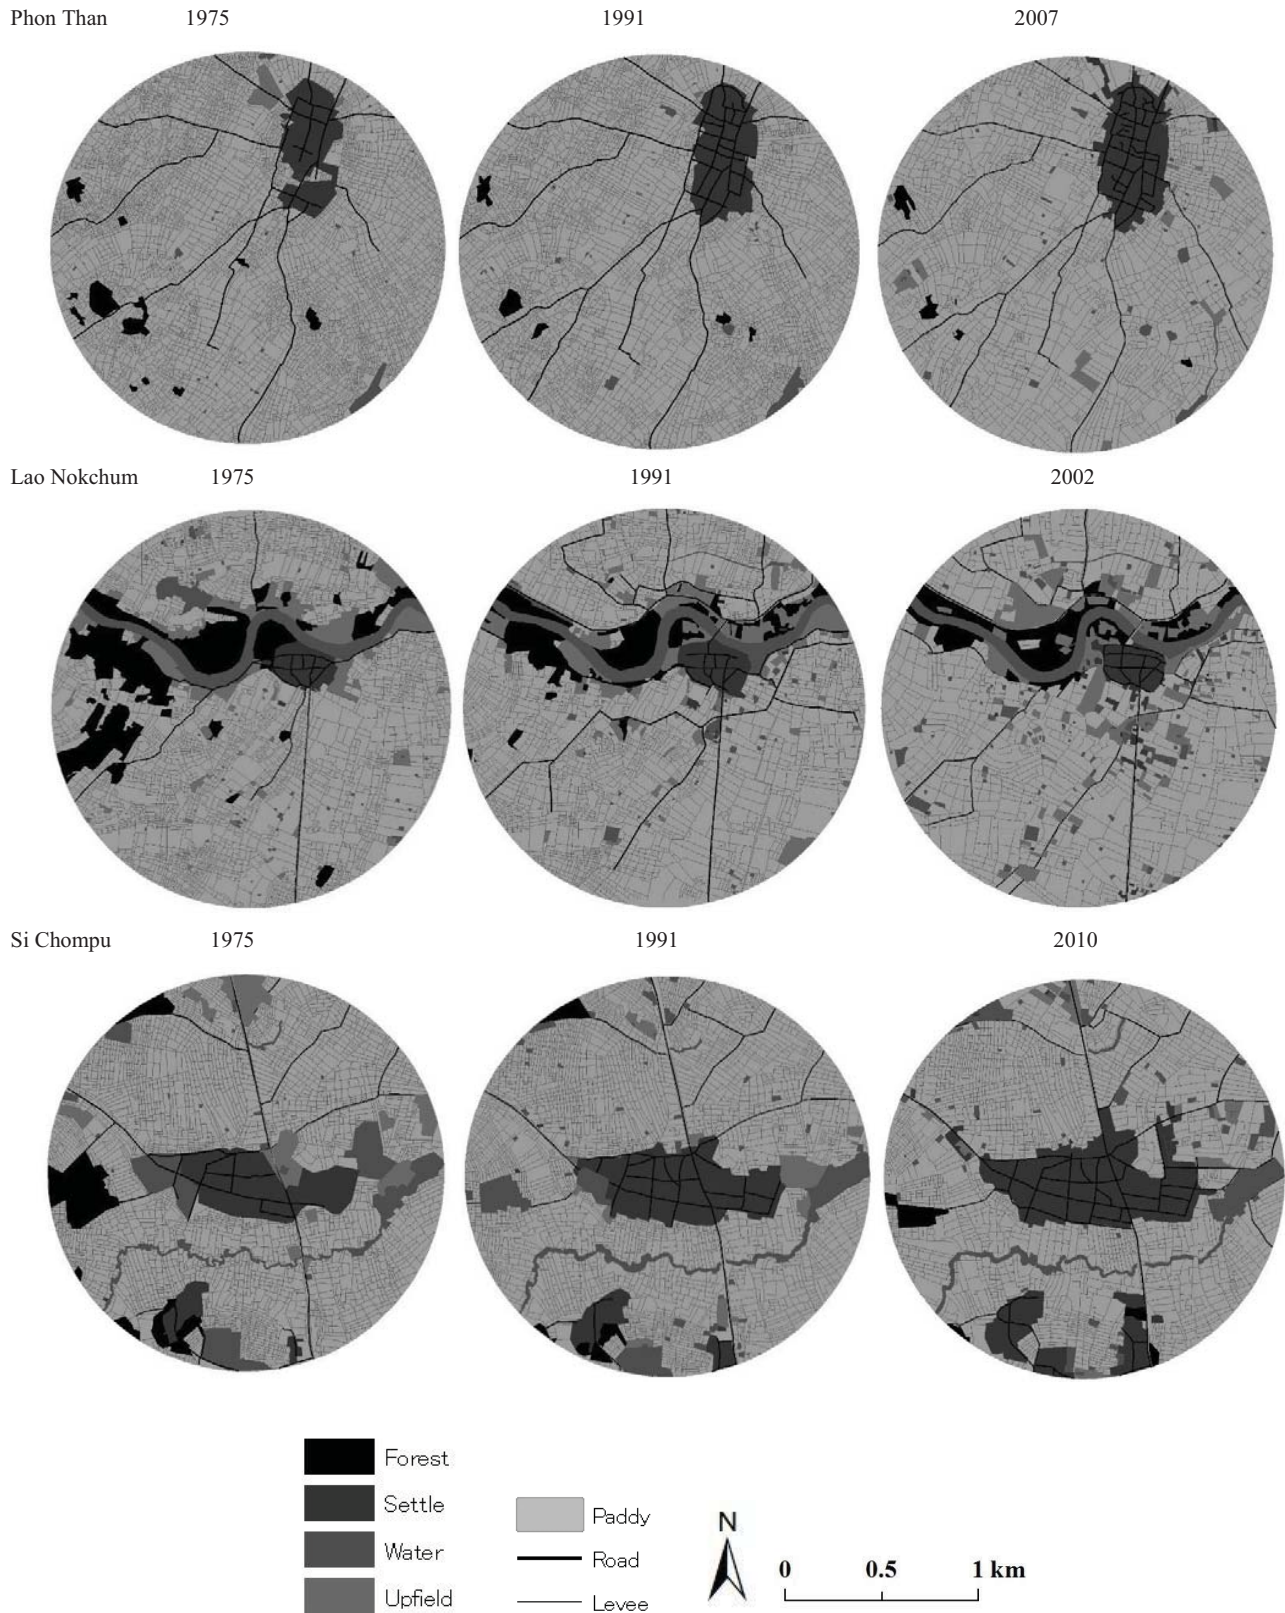 Phon Than 1975 1991 2007
Lao Nokchum 1975 1991 2002
Si Chompu 1975 1991 2010
Forest
Settle
Water
Upfield
Paddy
Road
Levee
N
0 0.5 1 km